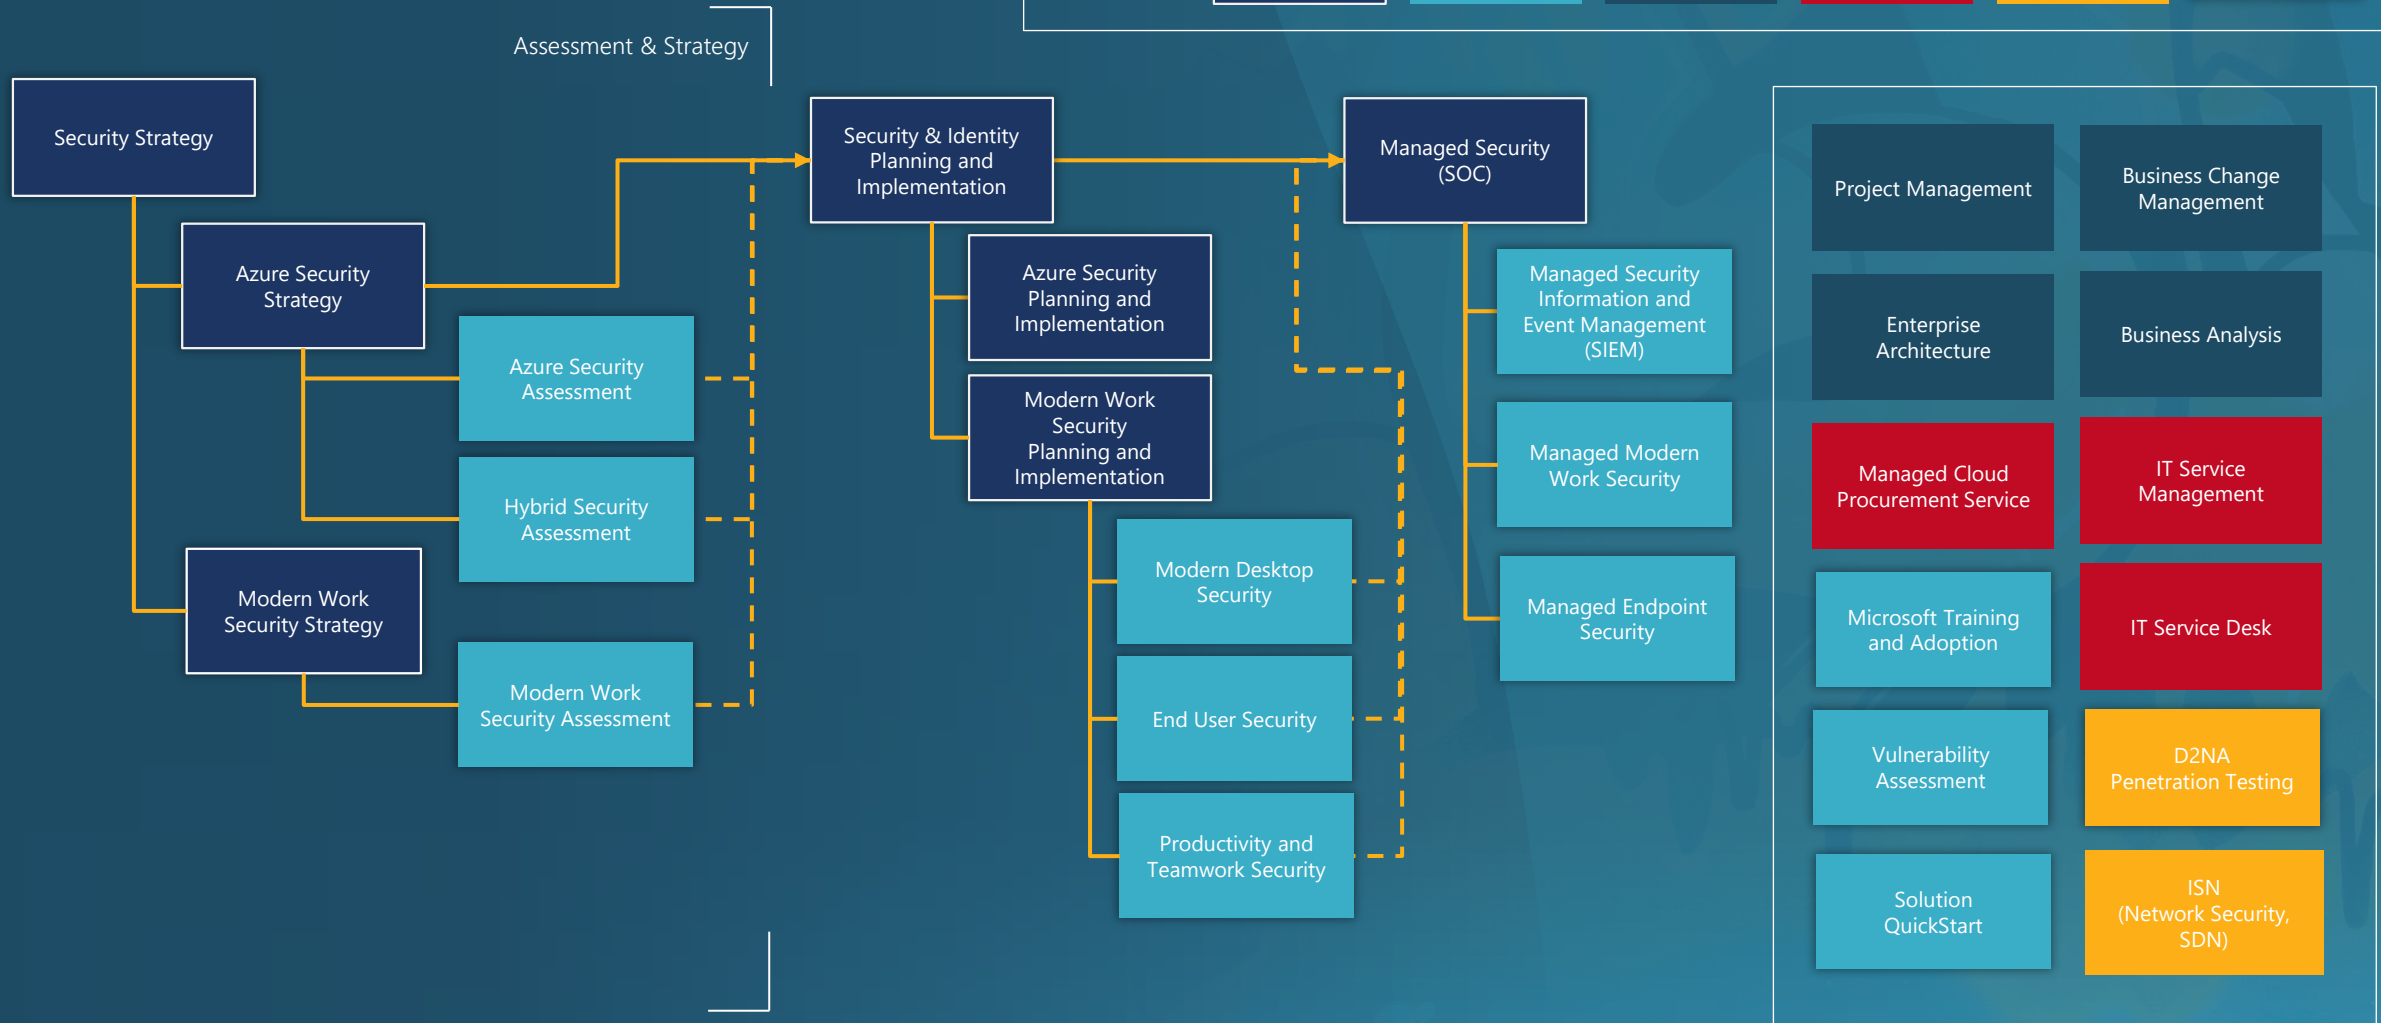 Assessment & Strategy
Security Strategy
Azure Security
Strategy
Azure Security
Assessment
Hybrid Security
Assessment
Modern Work
Security Strategy
Modern Work
Security Assessment
Security & Identity
Planning and
Implementation
Azure Security
Planning and
Implementation
Modern Work
Security
Planning and
Implementation
Modern Desktop
Security
End User Security
Productivity and
Teamwork Security
Managed Security
(SOC)
Managed Security
Information and
Event Management
(SIEM)
Managed Modern
Work Security
Managed Endpoint
Security
Project Management
Business Change
Management
Enterprise
Architecture
Business Analysis
Managed Cloud
Procurement Service
IT Service
Management
Microsoft Training
and Adoption
IT Service Desk
Vulnerability
Assessment
D2NA
Penetration Testing
Solution
QuickStart
ISN
(Network Security,
SDN)